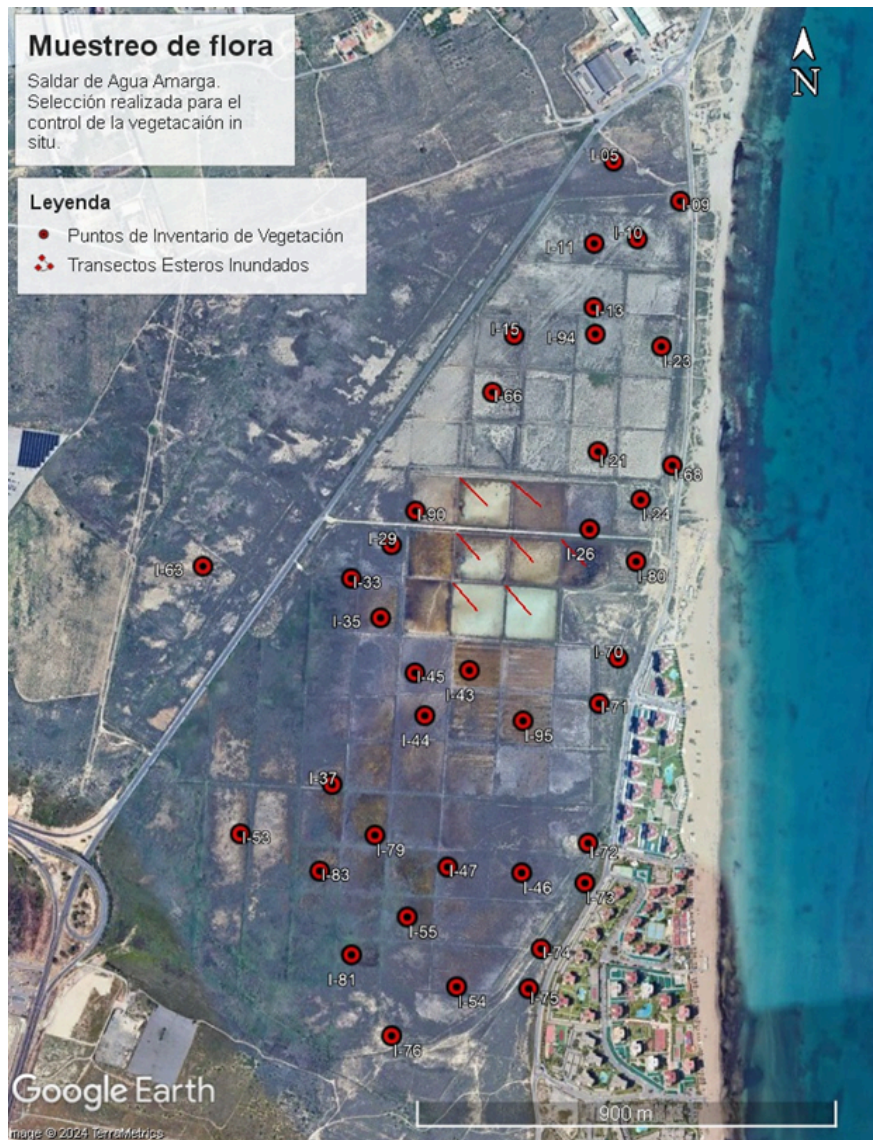 Muestreo de flora
Saldar de Agua Amarga.
Selección realizada para el
control de la vegetacaión in
situ.
N
Leyenda
Puntos de Inventario de Vegetación
Transectos Esteros Inundados
I-05
I-09
I-10
I-11
I-13
I-15
I-94
I-23
I-66
I-21
I-68
I-24
I-90
I-26
I-29
I-80
I-63
I-33
I-35
I-70
I-45
I-43
I-71
I-44
I-95
I-37
I-53
I-79
I-72
I-47
I-83
I-46
I-73
I-55
I-74
I-81
I-54
I-75
I-76
Google Earth
900 m
mage © 2024 TerraMetrics